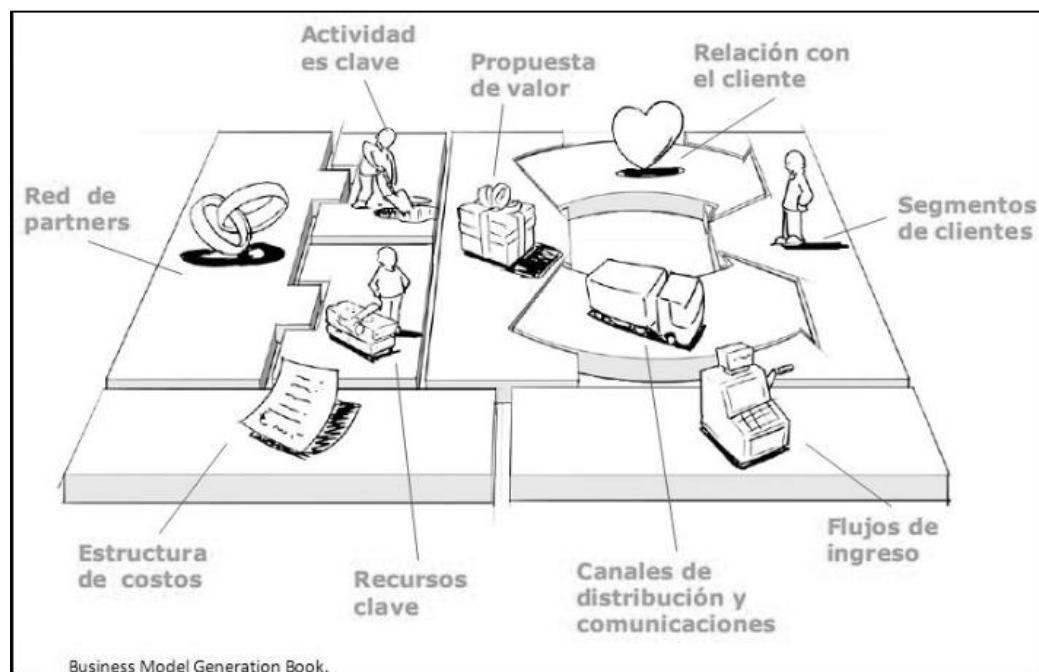 Actividad
es clave
Propuesta
de valor
Relación con
el cliente
Red de
partners
Segmentos
de clientes
Estructura
de costos
Recursos
clave
Canales de
distribución y
comunicaciones
Flujos de
ingreso
Business Model Generation Book.